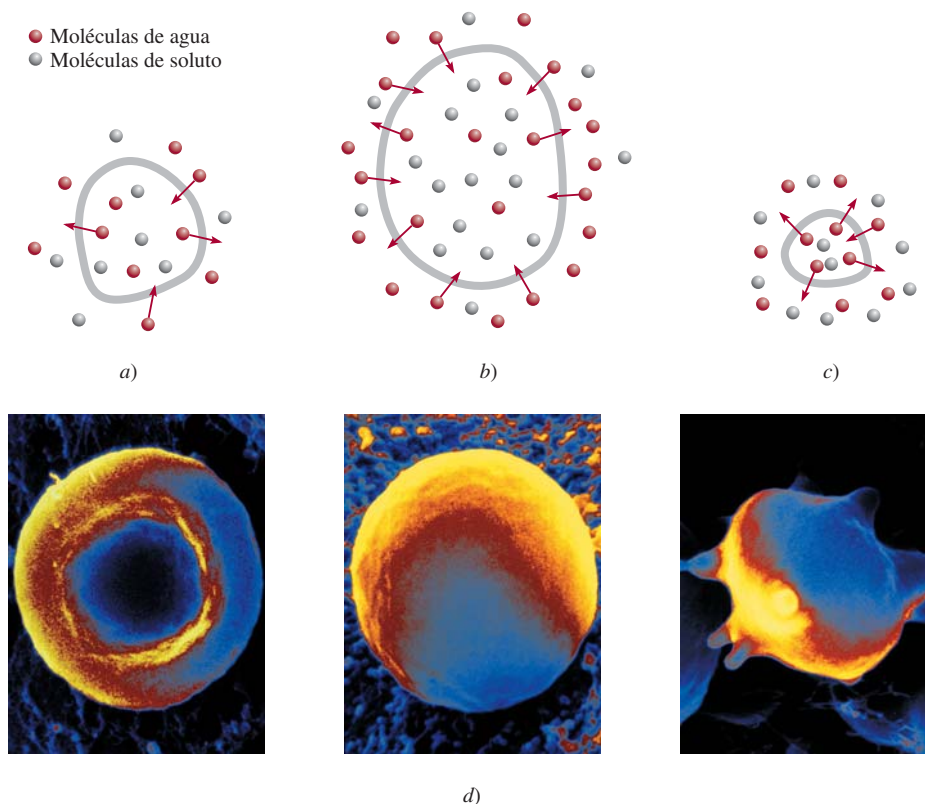 Moléculas de agua
Moléculas de soluto
a)
b)
c)
d)